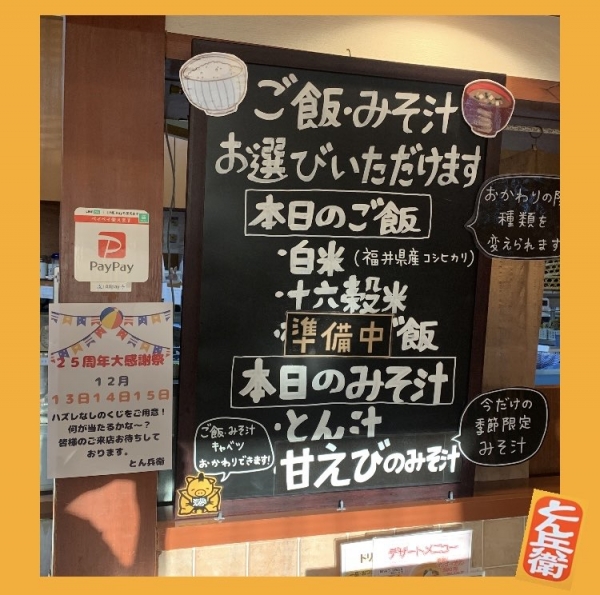 ご飯・みそ汁
お選びいただけます
本日のご飯
・白米(福井県産コシヒカリ)
・十六穀米
準備中 ご飯
本日のみそ汁
・とん汁
甘えびのみそ汁
おかわりの際
種類を
変えられます
今だけの
季節限定
みそ汁
ご飯・みそ汁
キャベツ
おかわりできます!
PayPay
25周年大感謝祭
12月
13日14日15日
ハズレなしのくじをご用意!
何が当たるかな〜?
皆様のご来店お待ちして
おります。
とん兵衛
ドリ
デザートメニュー
とん兵衛